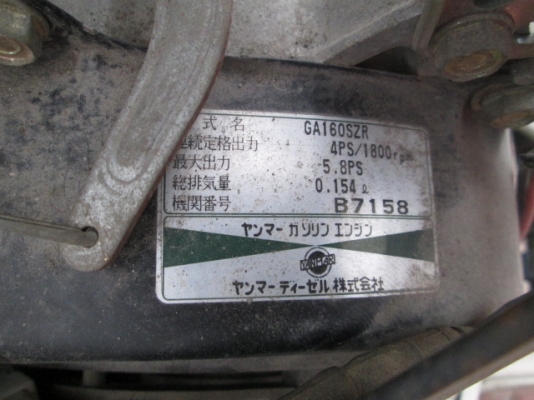 式 名 GA160SZR
連続定格出力 4PS/1800rpm
最大出力 5.8PS
総排気量 0.154 ℓ
機関番号 B7158
ヤンマー ガソリン エンジン
YANMAR
ヤンマー ディーゼル 株式会社